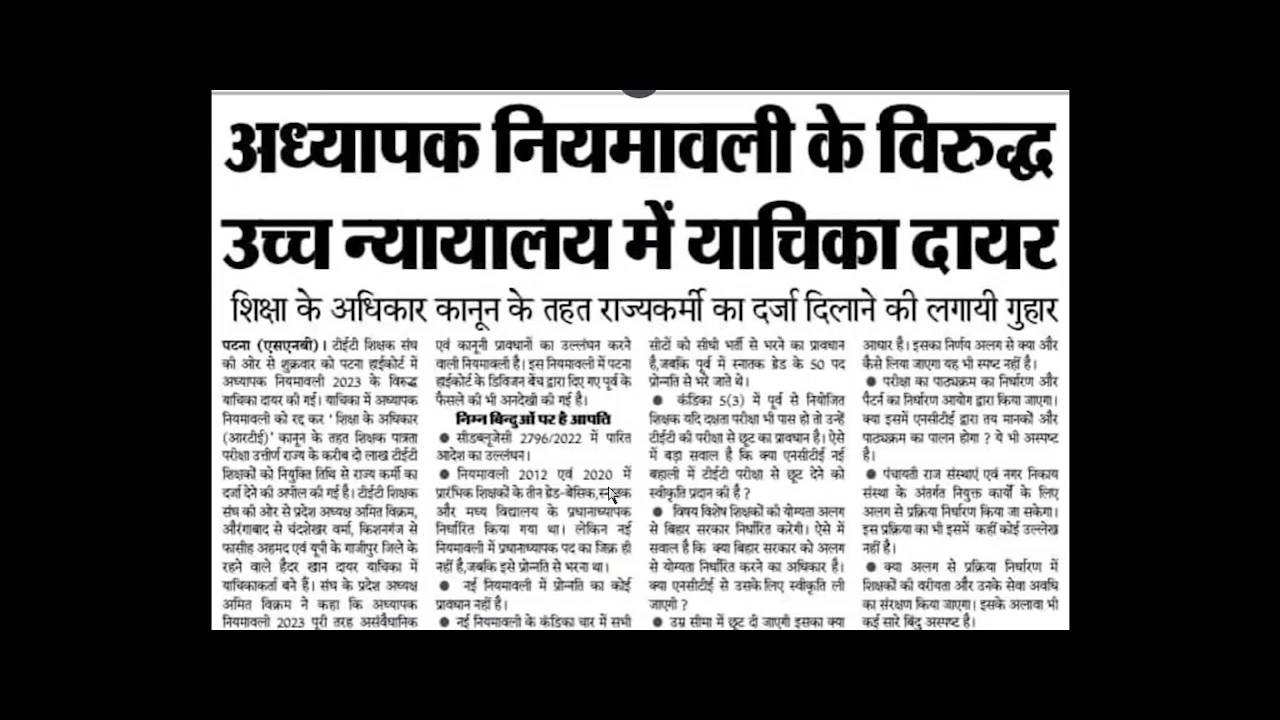 अध्यापक नियमावली के विरुद्ध
उच्च न्यायालय में याचिका दायर
शिक्षा के अधिकार कानून के तहत राज्यकर्मी का दर्जा दिलाने की लगायी गुहार
पटना (एसएनबी)। टीईटी शिक्षक संघ
की ओर से शुक्रवार को पटना हाईकोर्ट में
अध्यापक नियमावली 2023 के विरुद्ध
याचिका दायर की गई। याचिका में अध्यापक
नियमावली को रद्द कर ' शिक्षा के अधिकार
(आरटीई)' कानून के तहत शिक्षक पात्रता
परीक्षा उत्तीर्ण राज्य के करीब दो लाख टीईटी
शिक्षकों को नियुक्ति तिथि से राज्य कर्मी का
दर्जा देने की अपील की गई है। टीईटी शिक्षक
संघ की ओर से प्रदेश अध्यक्ष अमित विक्रम,
औरंगाबाद से चंदशेखर वर्मा, किशनगंज से
फासीह अहमद एवं यूपी के गाजीपुर जिले के
रहने वाले हैदर खान दायर याचिका में
याचिकाकर्ता बने हैं। संघ के प्रदेश अध्यक्ष
अमित विक्रम ने कहा कि अध्यापक
नियमावली 2023 पूरी तरह असंवैधानिक
एवं कानूनी प्रावधानों का उल्लंघन करने
वाली नियमावली है। इस नियमावली में पटना
हाईकोर्ट के डिविजन बेंच द्वारा दिए गए पूर्व के
फैसले की भी अनदेखी की गई है।
निम्न बिन्दुओं पर है आपति
● सीडब्लूजेसी 2796/2022 में पारित
आदेश का उल्लंघन।
● नियमावली 2012 एवं 2020 में
प्रारंभिक शिक्षकों के तीन ग्रेड-बेसिक,
और मध्य विद्यालय के प्रधानाध्यापक
निर्धारित किया गया था। लेकिन नई
नियमावली में प्रधानाध्यापक पद का जिक्र ही
नहीं है,जबकि इसे प्रोन्नति से भरना था।
● नई नियमावली में प्रोन्नति का कोई
प्रावधान नहीं है।
● नई नियमावली के कंडिका चार में सभी
सीटों को सीधी भर्ती से भरने का प्रावधान
है,जबकि पूर्व में स्नातक ग्रेड के 50 पद
प्रोन्नति से भरे जाते थे।
● कंडिका 5(3) में पूर्व से नियोजित
शिक्षक यदि दक्षता परीक्षा भी पास हो तो उन्हें
टीईटी की परीक्षा से छूट का प्रावधान है। ऐसे
में बड़ा सवाल है कि क्या एनसीटीई नई
बहाली में टीईटी परीक्षा से छूट देने को
स्वीकृति प्रदान की है ?
● विषय विशेष शिक्षकों को योग्यता अलग
से बिहार सरकार निर्धारित करेगी। ऐसे में
सवाल है कि क्या बिहार सरकार को अलग
से योग्यता निर्धारित करने का अधिकार है।
क्या एनसीटीई से उसके लिए स्वीकृति ली
जाएगी ?
● उम्र सीमा में छूट दी जाएगी इसका क्या
आधार है। इसका निर्णय अलग से क्या और
कैसे लिया जाएगा यह भी स्पष्ट नहीं है।
● परीक्षा का पाठ्यक्रम का निर्धारण और
पैटर्न का निर्धारण आयोग द्वारा किया जाएगा।
क्या इसमें एनसीटीई द्वारा तय मानकों और
पाठ्यक्रम का पालन होगा ? ये भी अस्पष्ट
है।
● पंचायती राज संस्थाएं एवं नगर निकाय
संस्था के अंतर्गत नियुक्त कार्यो के लिए
अलग से प्रक्रिया निर्धारण किया जा सकेगा।
इस प्रक्रिया का भी इसमें कहीं कोई उल्लेख
नहीं है।
● क्या अलग से प्रक्रिया निर्धारण में
शिक्षकों की वरीयता और उनके सेवा अवधि
का संरक्षण किया जाएगा। इसके अलावा भी
कई सारे बिंदु अस्पष्ट है।